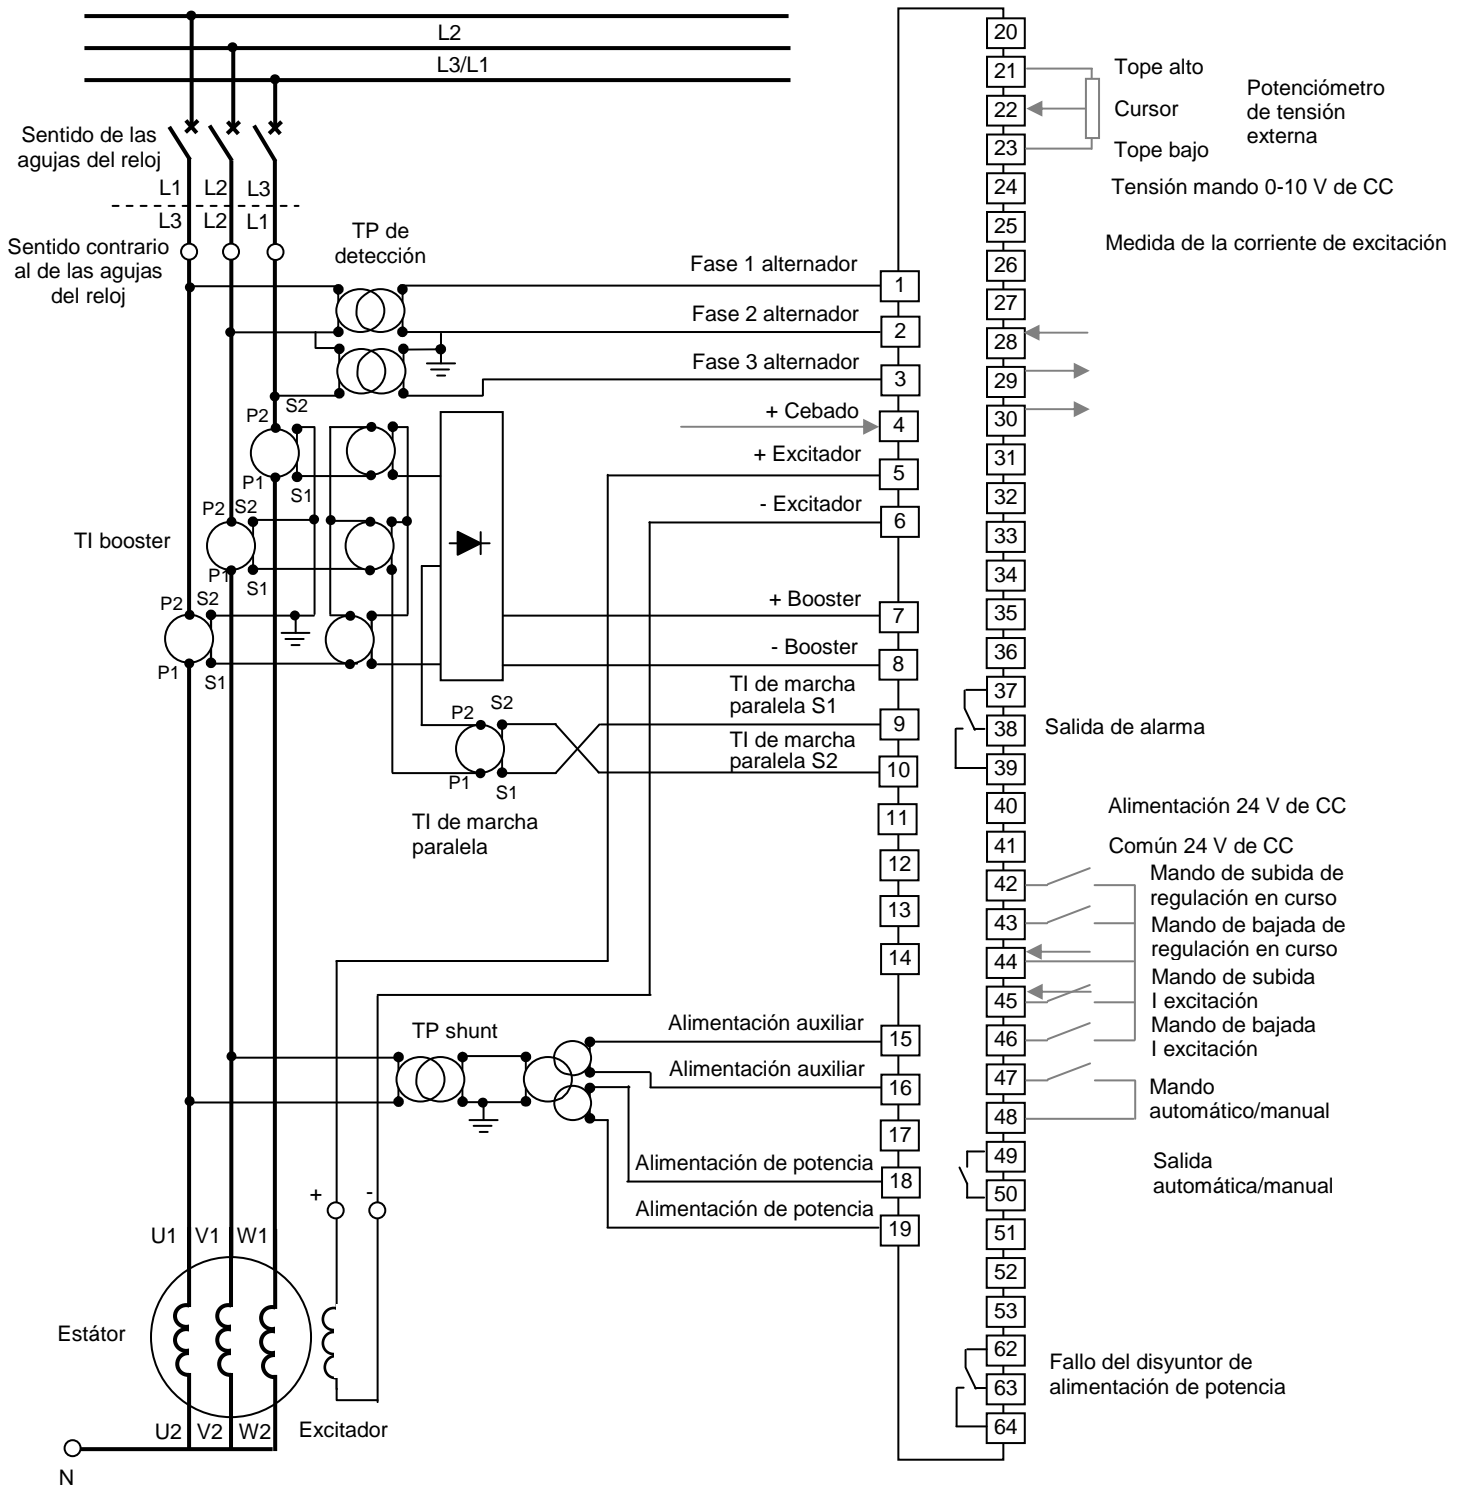 L2
L3/L1
Sentido de las
agujas del reloj
L1 L2 L3
L3 L2 L1
Sentido contrario
al de las agujas
del reloj
TP de
detección
Fase 1 alternador
Fase 2 alternador
Fase 3 alternador
+ Cebado
+ Excitador
- Excitador
+ Booster
- Booster
TI de marcha
paralela S1
TI de marcha
paralela S2
P2 S2
P1 S1
P2 S2
P1 S1
TI booster
P2 S2
P1 S1
P2 S2
P1 S1
TI de marcha
paralela
TP shunt
Alimentación auxiliar
Alimentación auxiliar
Alimentación de potencia
Alimentación de potencia
+ -
U1 V1 W1
Estátor
U2 V2 W2
Excitador
N
1
2
3
4
5
6
7
8
9
10
11
12
13
14
15
16
17
18
19
20
21
22
23
24
25
26
27
28
29
30
31
32
33
34
35
36
37
38
39
40
41
42
43
44
45
46
47
48
49
50
51
52
53
62
63
64
Tope alto
Cursor
Tope bajo
Potenciómetro
de tensión
externa
Tensión mando 0-10 V de CC
Medida de la corriente de excitación
Salida de alarma
Alimentación 24 V de CC
Común 24 V de CC
Mando de subida de
regulación en curso
Mando de bajada de
regulación en curso
Mando de subida
I excitación
Mando de bajada
I excitación
Mando
automático/manual
Salida
automática/manual
Fallo del disyuntor de
alimentación de potencia